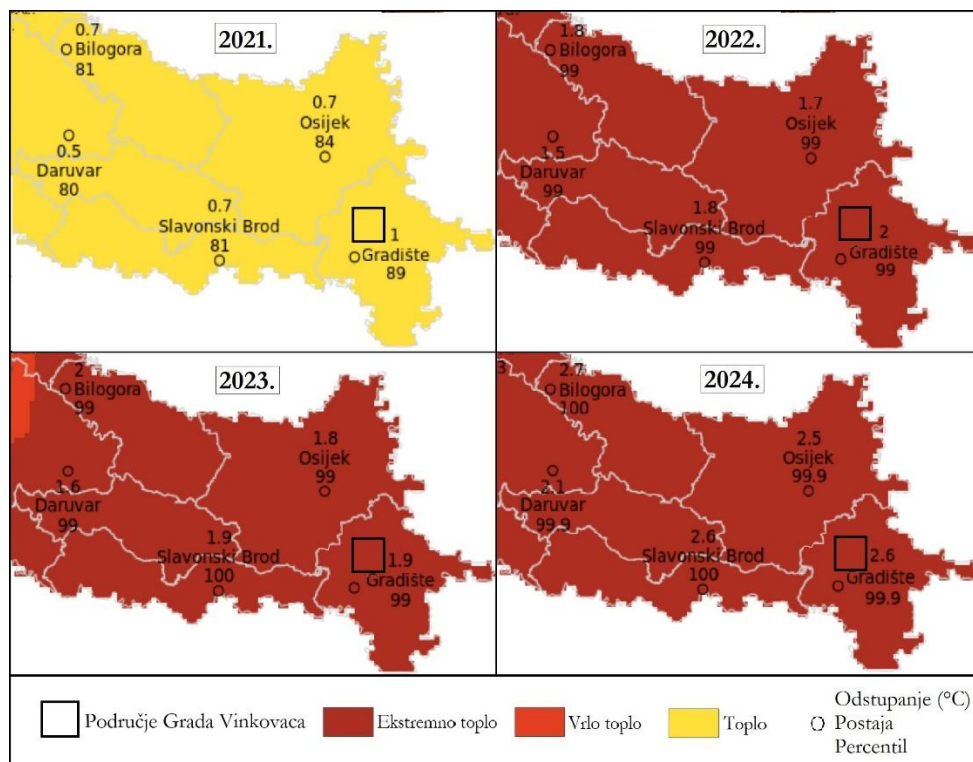 2021.
0.7
Bilogora
81
0.7
Osijek
84
0.5
Daruvar
80
0.7
Slavonski Brod
81
1
Gradište
89
2022.
1.8
Bilogora
99
1.7
Osijek
99
1.5
Daruvar
99
1.8
Slavonski Brod
99
2
Gradište
99
2023.
2
Bilogora
99
1.8
Osijek
99
1.6
Daruvar
99
1.9
Slavonski Brod
100
1.9
Gradište
99
2024.
3
2.7
Bilogora
100
2.5
Osijek
99.9
2.1
Daruvar
99.9
2.6
Slavonski Brod
100
2.6
Gradište
99.9
Područje Grada Vinkovaca
Ekstremno toplo
Vrlo toplo
Toplo
Odstupanje (°C)
Postaja
Percentil